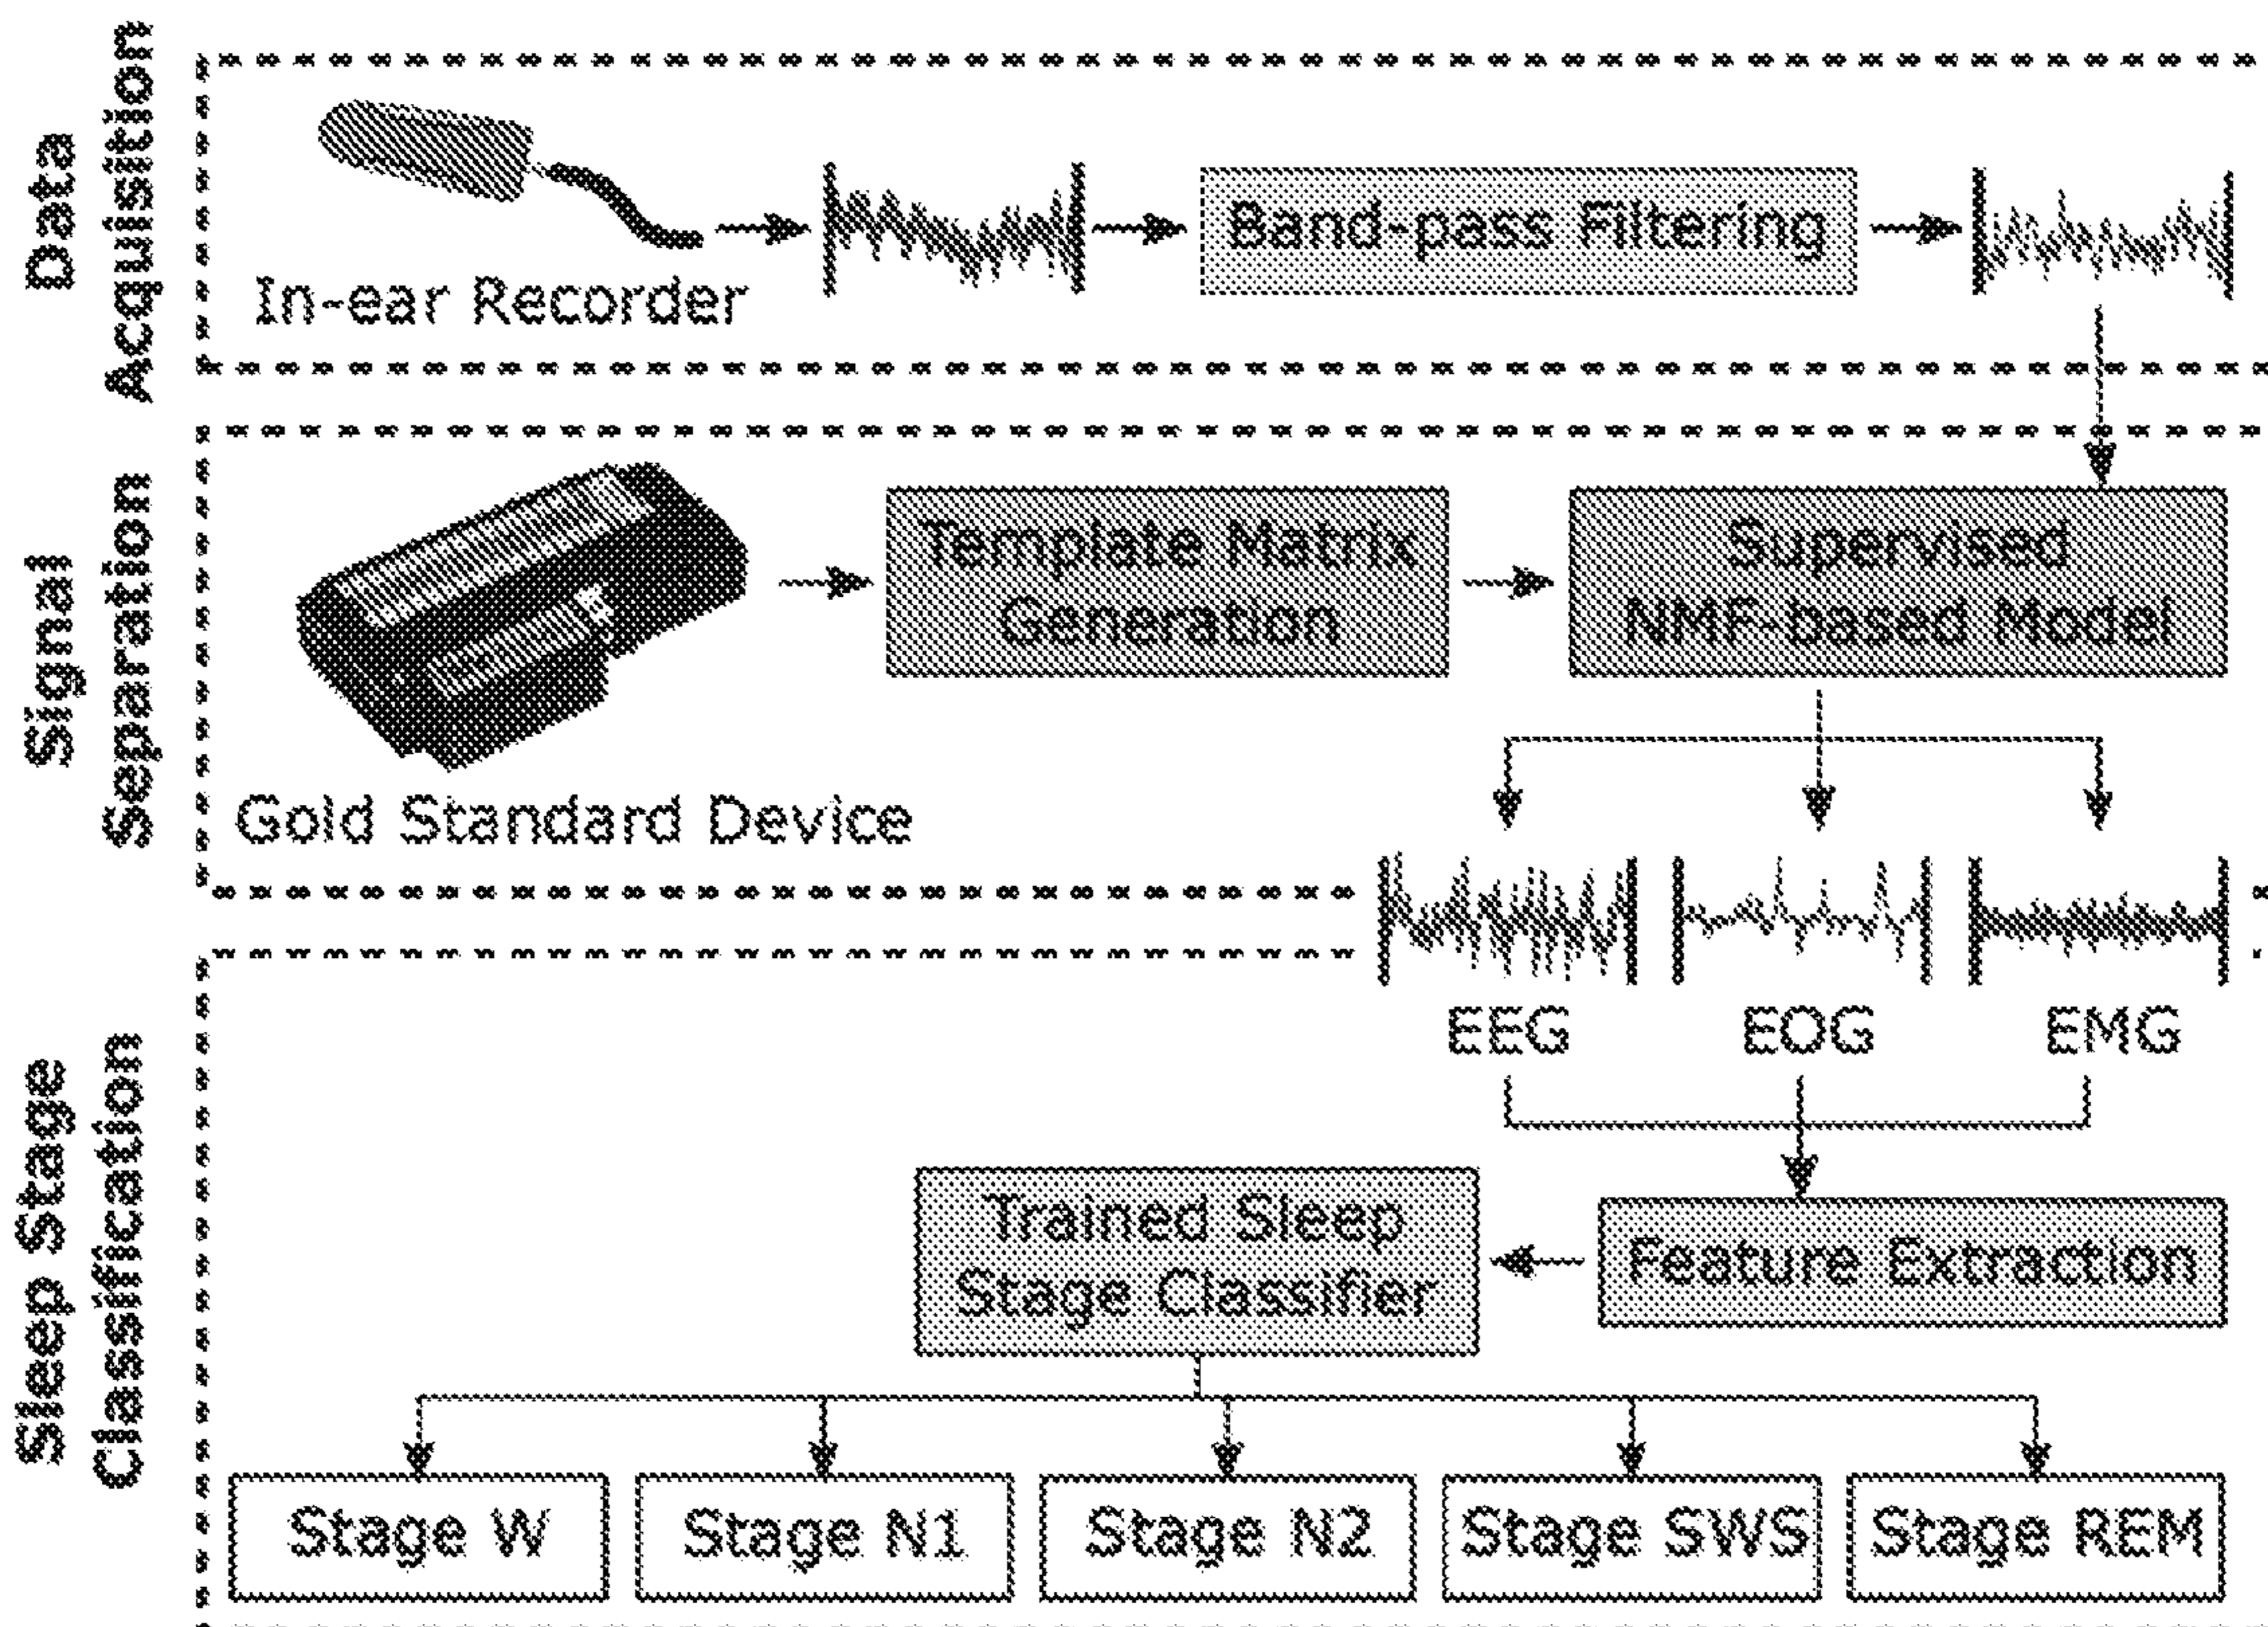 Data
Acquisition
In-ear Recorder
Band-pass Filtering
Signal
Separation
Gold Standard Device
Template Matrix
Generation
Supervised
NMF-based Model
EEG
EOG
EMG
Sleep Stage
Classification
Feature Extraction
Trained Sleep
Stage Classifier
Stage W
Stage N1
Stage N2
Stage SWS
Stage REM